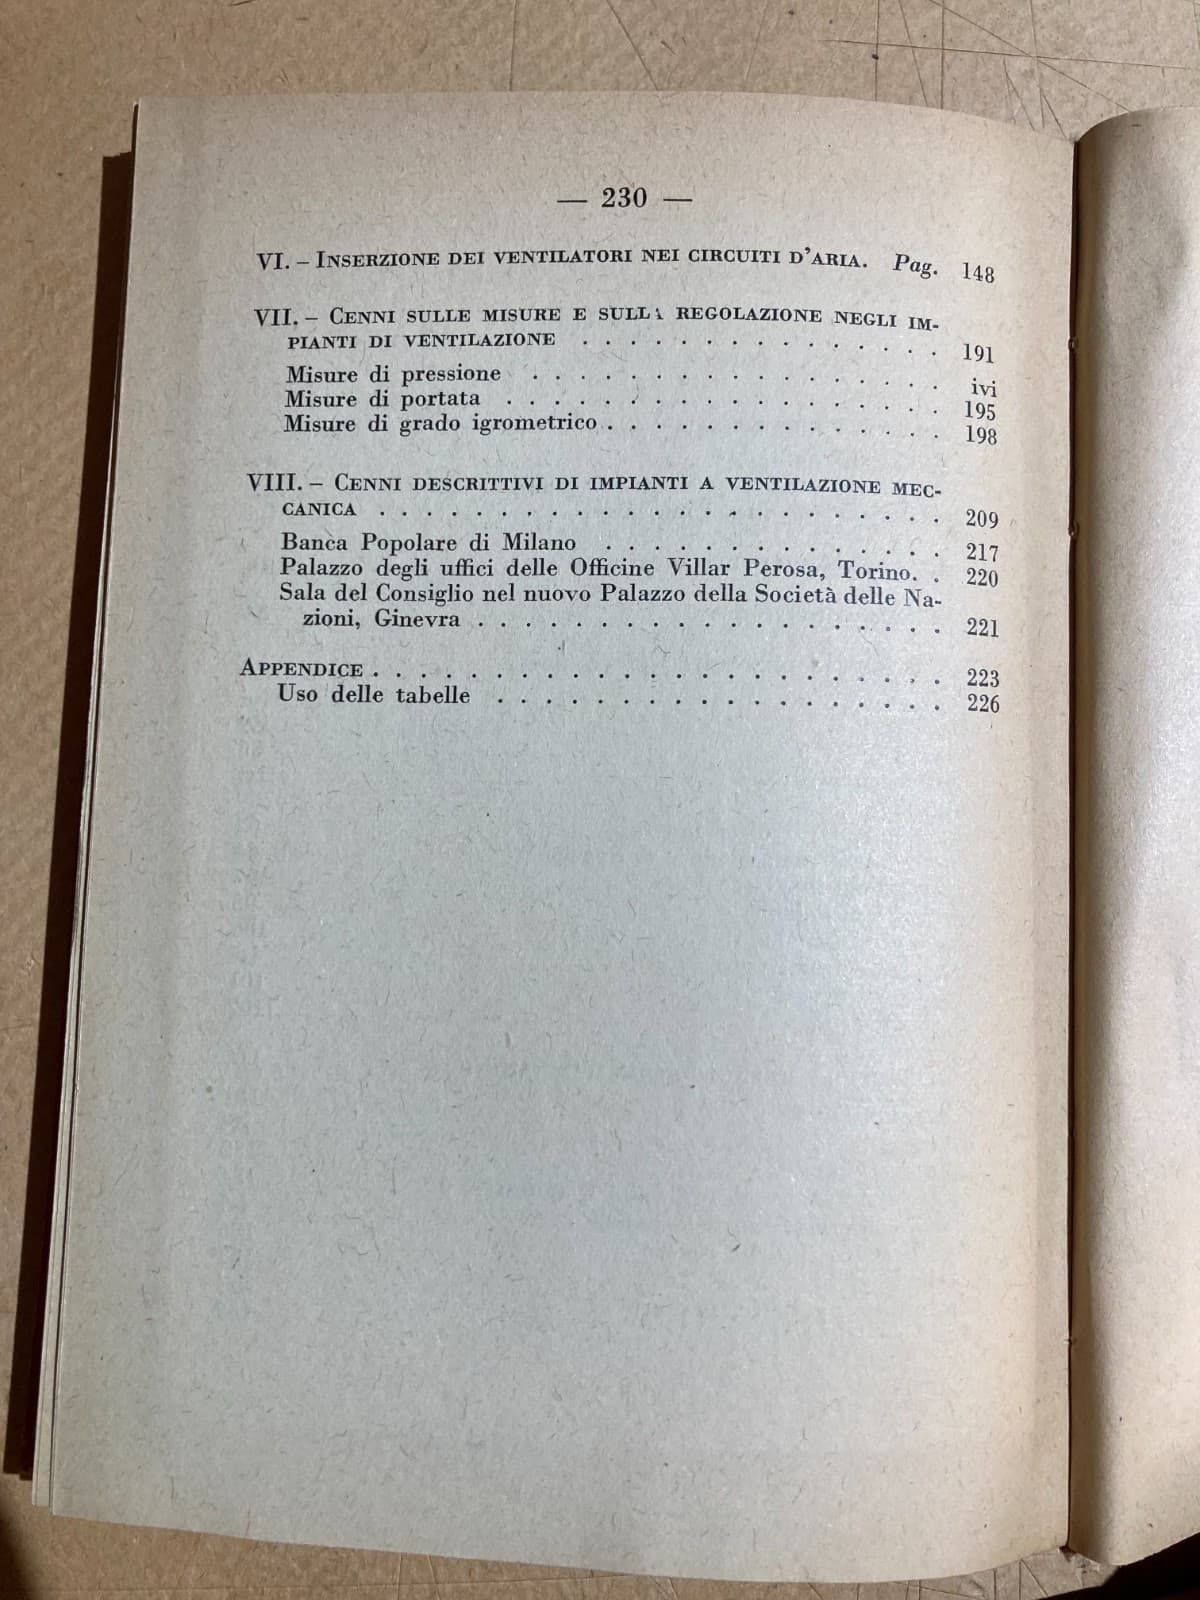 — 230 —
VI. – Inserzione dei ventilatori nei circuiti d'aria. Pag. 148
VII. – Cenni sulle misure e sulla regolazione negli im-
pianti di ventilazione . . . . . . . . . . . . . . . 191
Misure di pressione . . . . . . . . . . . . . . . . . ivi
Misure di portata . . . . . . . . . . . . . . . . . . 195
Misure di grado igrometrico . . . . . . . . . . . . . . 198
VIII. – Cenni descrittivi di impianti a ventilazione mec-
canica . . . . . . . . . . . . . . . . . . . . . . . . 209
Banca Popolare di Milano . . . . . . . . . . . . . . 217
Palazzo degli uffici delle Officine Villar Perosa, Torino. . 220
Sala del Consiglio nel nuovo Palazzo della Società delle Na-
zioni, Ginevra . . . . . . . . . . . . . . . . . . . . 221
Appendice . . . . . . . . . . . . . . . . . . . . . . . 223
Uso delle tabelle . . . . . . . . . . . . . . . . . . . 226